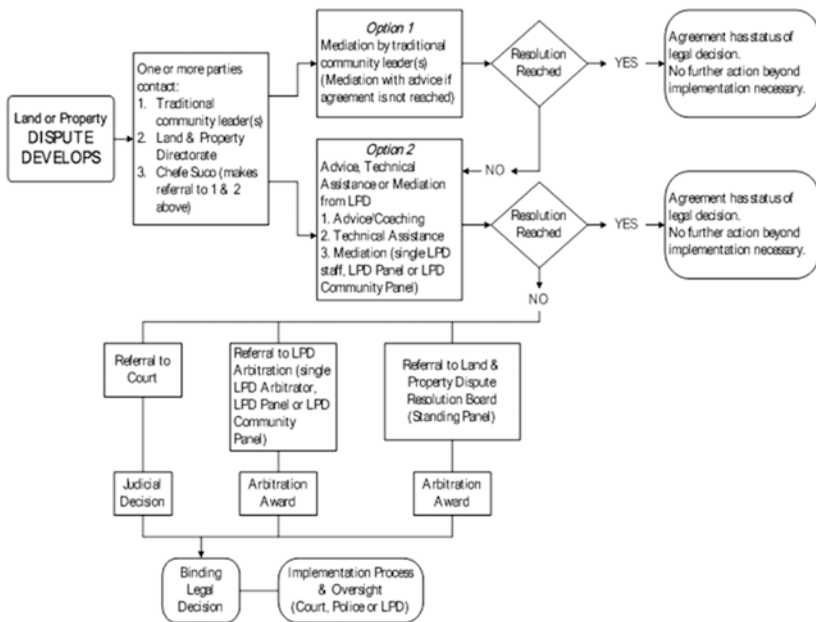 Land or Property
DISPUTE
DEVELOPS
One or more parties
contact:
1. Traditional
community leader(s)
2. Land & Property
Directorate
3. Chefe Suco (makes
referral to 1 & 2
above)
Option 1
Mediation by traditional
community leader(s)
(Mediation with advice if
agreement is not reached)
Resolution
Reached
YES
Agreement has status of
legal decision.
No further action beyond
implementation necessary.
NO
Option 2
Advice, Technical
Assistance or Mediation
from LPD
1. Advice/Coaching
2. Technical Assistance
3. Mediation (single LPD
staff, LPD Panel or LPD
Community Panel)
Resolution
Reached
YES
Agreement has status of
legal decision.
No further action beyond
implementation necessary.
NO
Referral to
Court
Referral to LPD
Arbitration (single
LPD Arbitrator,
LPD Panel or LPD
Community
Panel)
Referral to Land &
Property Dispute
Resolution Board
(Standing Panel)
Judicial
Decision
Arbitration
Award
Arbitration
Award
Binding
Legal
Decision
Implementation Process
& Oversight
(Court, Police or LPD)